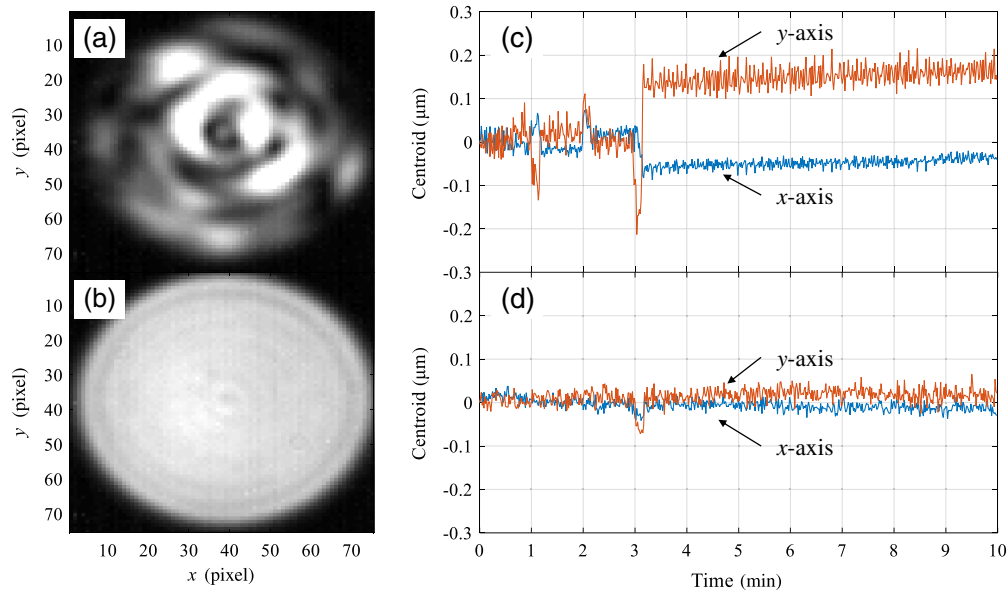 (a)
10
20
30
40
50
60
70
y (pixel)
(b)
10
20
30
40
50
60
70
y (pixel)
10 20 30 40 50 60 70
x (pixel)
(c)
0.3
0.2
0.1
0
-0.1
-0.2
-0.3
Centroid (μm)
y-axis
x-axis
(d)
0.2
0.1
0
-0.1
-0.2
-0.3
Centroid (μm)
y-axis
x-axis
0 1 2 3 4 5 6 7 8 9 10
Time (min)